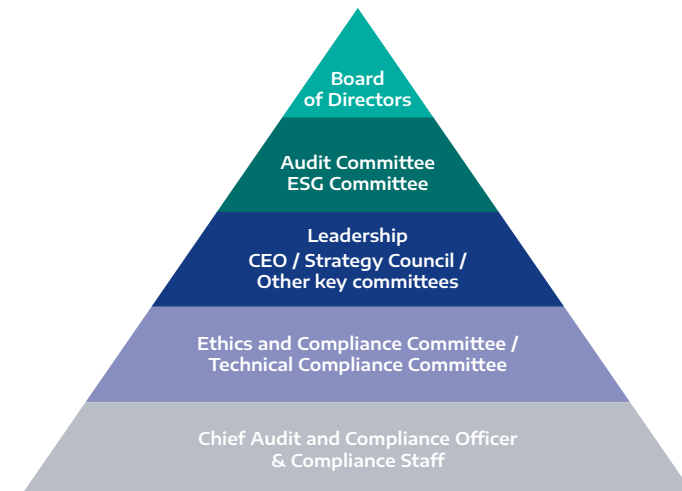 Board
of Directors
Audit Committee
ESG Committee
Leadership
CEO / Strategy Council /
Other key committees
Ethics and Compliance Committee /
Technical Compliance Committee
Chief Audit and Compliance Officer
& Compliance Staff